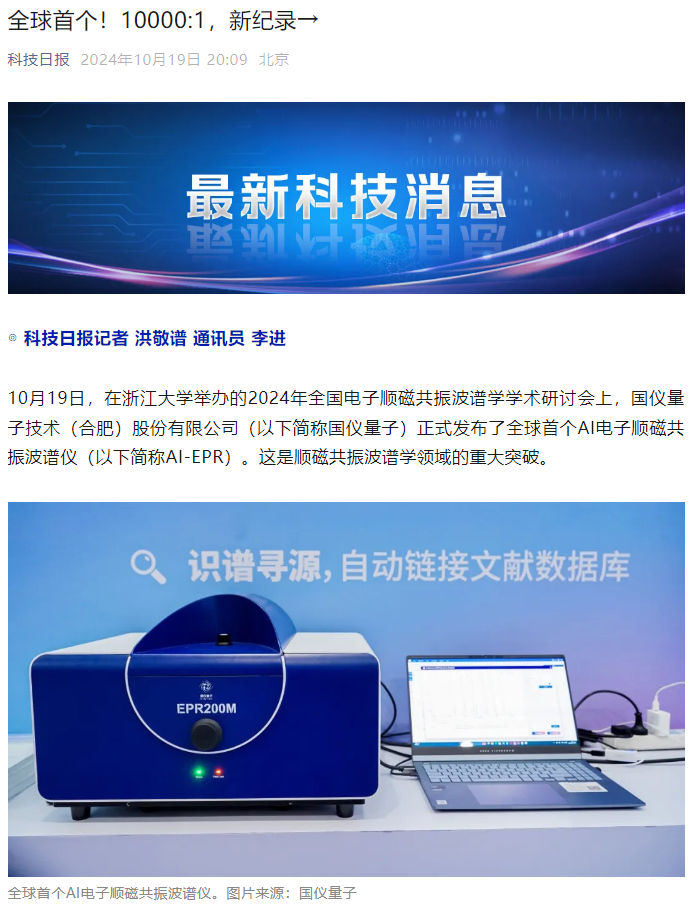 全球首个！10000:1，新纪录→
科技日报 2024年10月19日 20:09 北京
最新科技消息
科技日报记者 洪敬谱 通讯员 李进
10月19日，在浙江大学举办的2024年全国电子顺磁共振波谱学学术研讨会上，国仪量
子技术（合肥）股份有限公司（以下简称国仪量子）正式发布了全球首个AI电子顺磁共
振波谱仪（以下简称AI-EPR）。这是顺磁共振波谱学领域的重大突破。
识谱寻源，自动链接文献数据库
EPR200M
全球首个AI电子顺磁共振波谱仪。图片来源：国仪量子